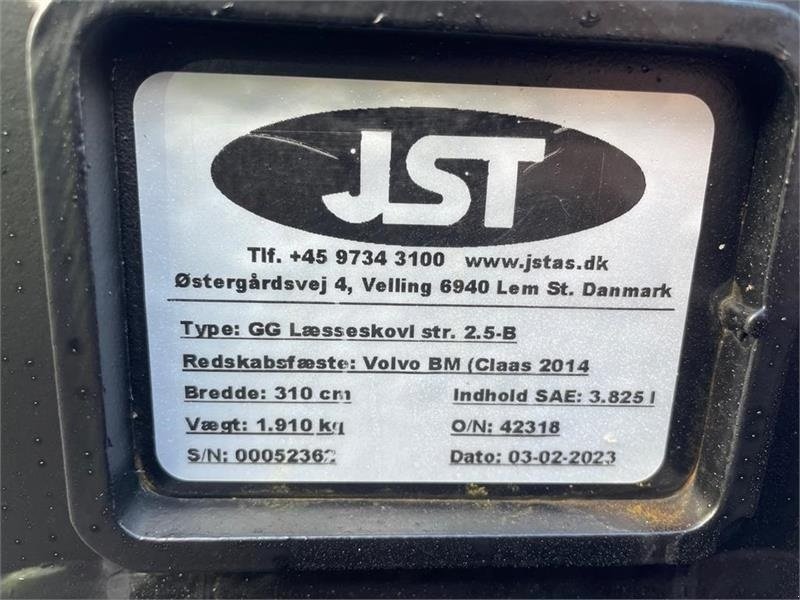 JST
Tlf. +45 9734 3100 www.jstas.dk
Østergårdsvej 4, Velling 6940 Lem St. Danmark
Type: GG Læsseskovl str. 2.5-B
Redskabsfæste: Volvo BM (Claas 2014
Bredde: 310 cm Indhold SAE: 3.825 l
Vægt: 1.910 kg O/N: 42318
S/N: 00052362 Dato: 03-02-2023